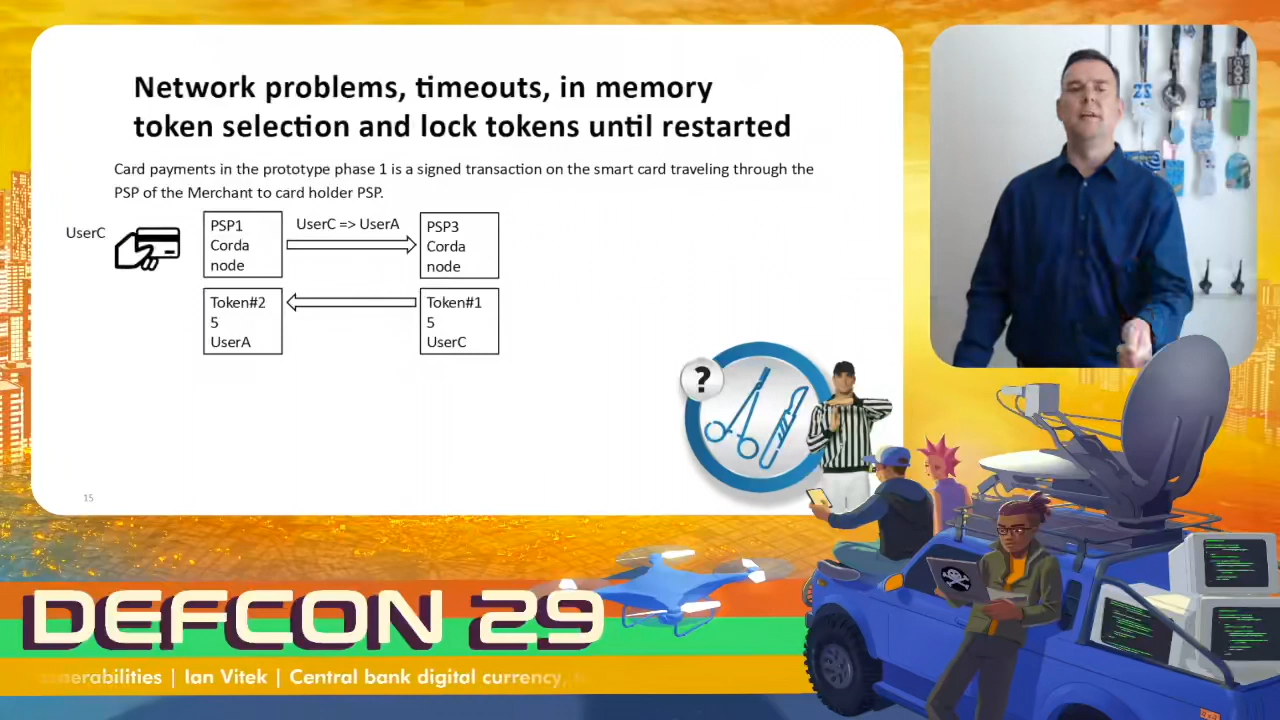 Network problems, timeouts, in memory
token selection and lock tokens until restarted
Card payments in the prototype phase 1 is a signed transaction on the smart card traveling through the
PSP of the Merchant to card holder PSP.
UserC
PSP1
Corda
node
UserC => UserA
PSP3
Corda
node
Token#2
5
UserA
Token#1
5
UserC
?
15
DEFCON 29
nerabilities | Ian Vitek | Central bank digital currency,